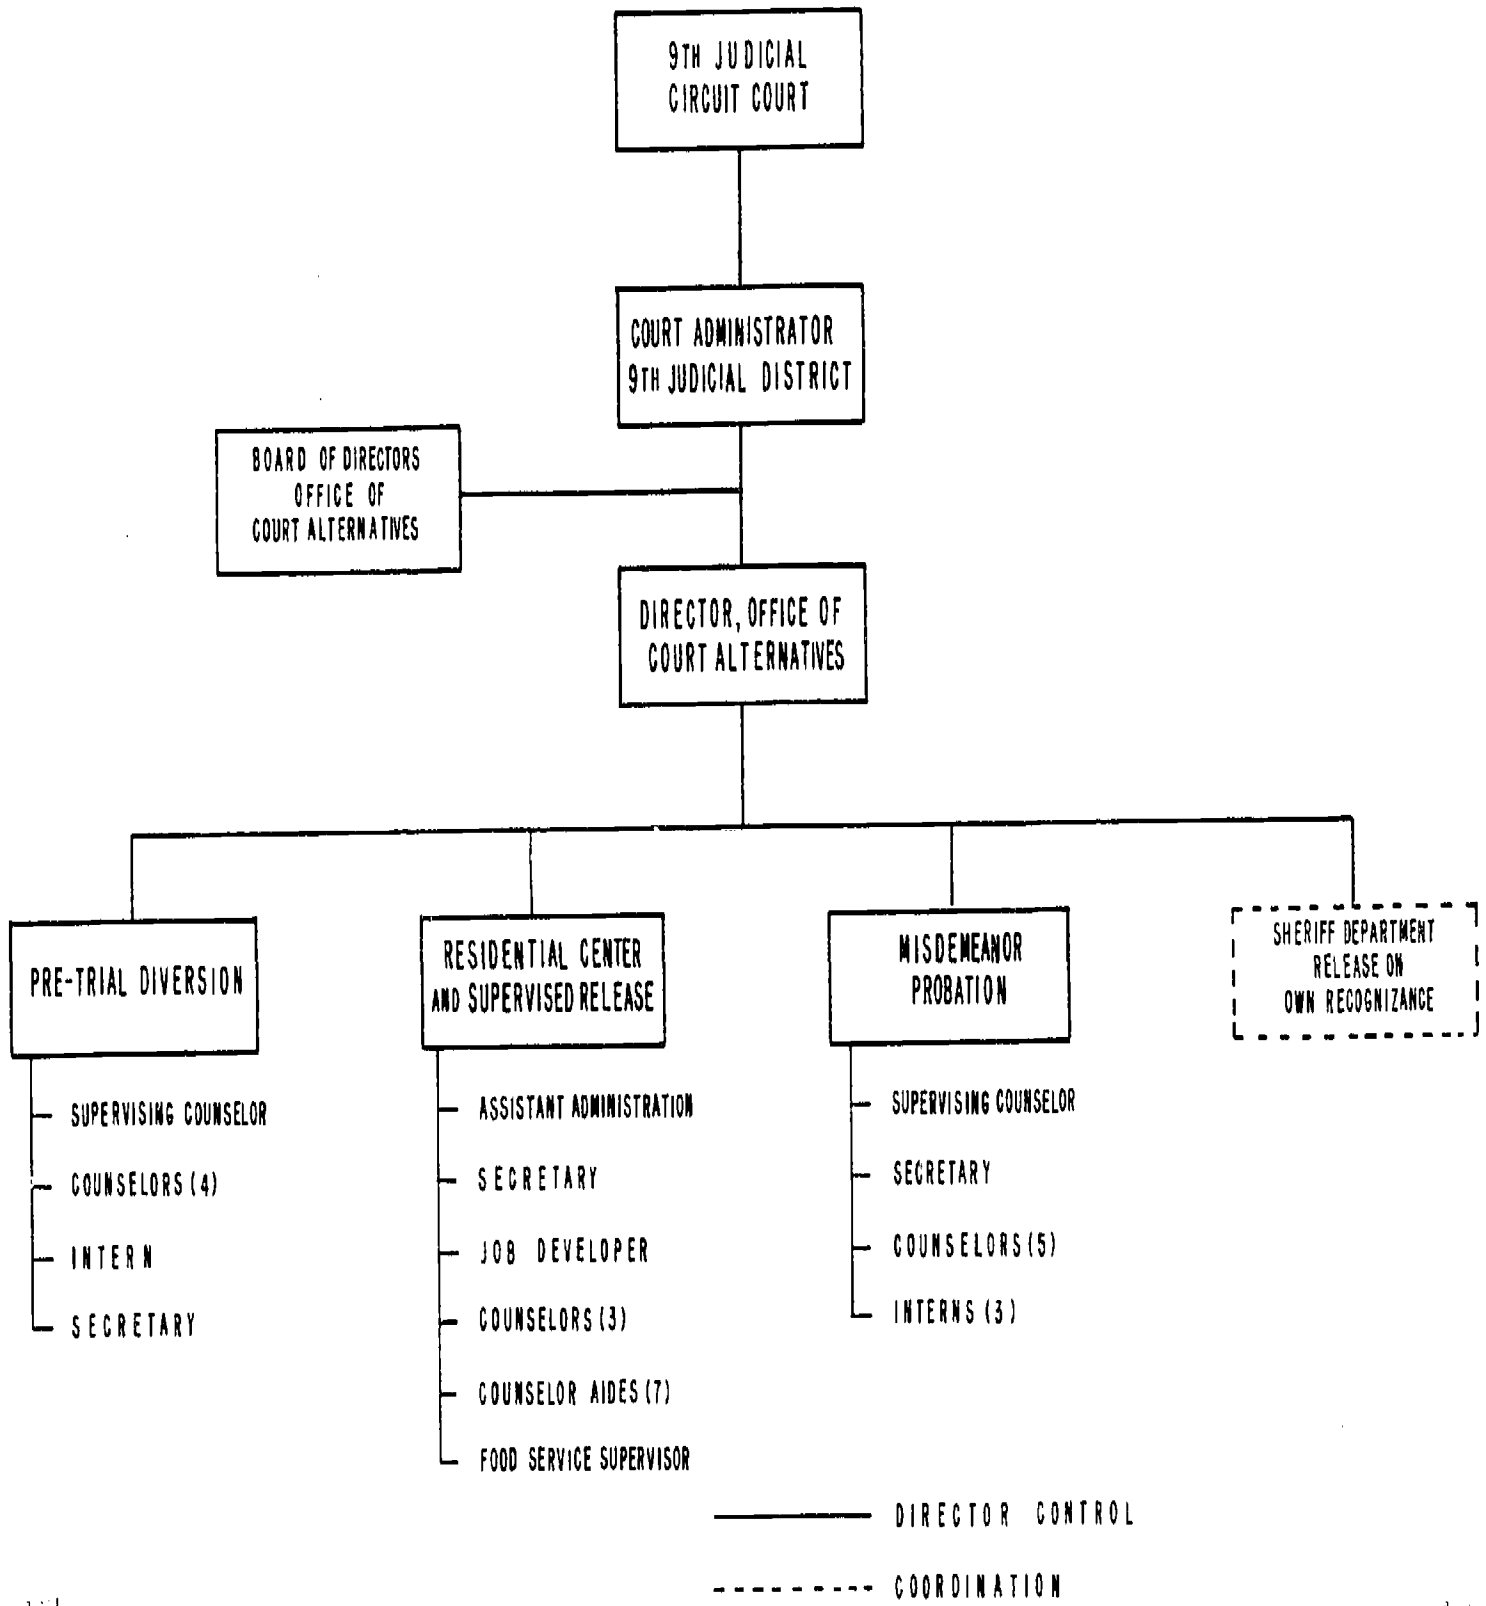 9TH JUDICIAL
CIRCUIT COURT
COURT ADMINISTRATOR
9TH JUDICIAL DISTRICT
BOARD OF DIRECTORS
OFFICE OF
COURT ALTERNATIVES
DIRECTOR, OFFICE OF
COURT ALTERNATIVES
PRE-TRIAL DIVERSION
SUPERVISING COUNSELOR
COUNSELORS (4)
INTERN
SECRETARY
RESIDENTIAL CENTER
AND SUPERVISED RELEASE
ASSISTANT ADMINISTRATION
SECRETARY
JOB DEVELOPER
COUNSELORS (3)
COUNSELOR AIDES (7)
FOOD SERVICE SUPERVISOR
MISDEMEANOR
PROBATION
SUPERVISING COUNSELOR
SECRETARY
COUNSELORS (5)
INTERNS (3)
SHERIFF DEPARTMENT
RELEASE ON
OWN RECOGNIZANCE
DIRECTOR CONTROL
COORDINATION